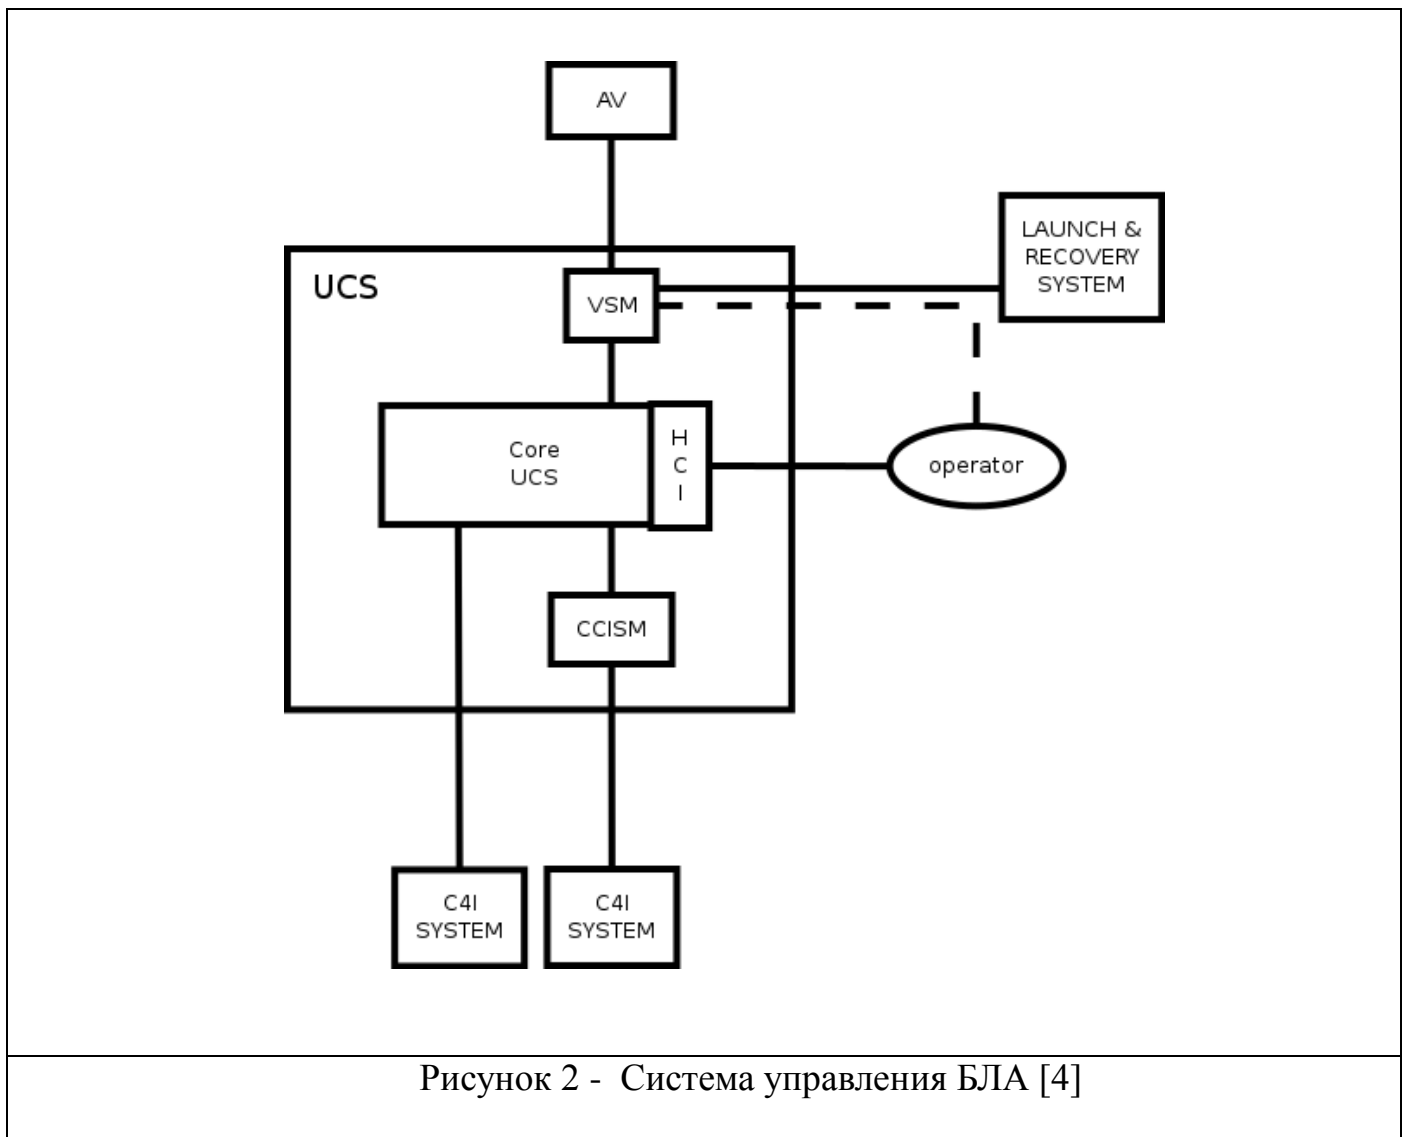 AV
LAUNCH &
RECOVERY
SYSTEM
UCS
VSM
Core
UCS
H
C
I
operator
CCISM
C4I
SYSTEM
C4I
SYSTEM
Рисунок 2 - Система управления БЛА [4]